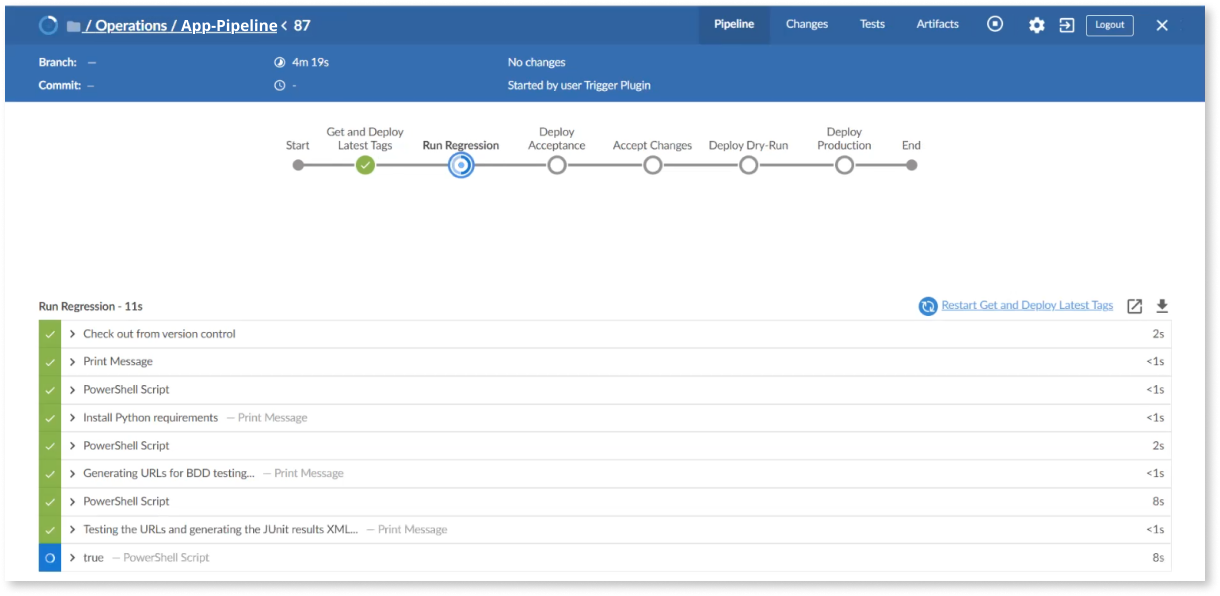 / Operations / App-Pipeline < 87 Pipeline Changes Tests Artifacts Logout
Branch: — 4m 19s No changes
Commit: — - Started by user Trigger Plugin
Start Get and Deploy Latest Tags Run Regression Deploy Acceptance Accept Changes Deploy Dry-Run Deploy Production End
Run Regression - 11s Restart Get and Deploy Latest Tags
Check out from version control 2s
Print Message <1s
PowerShell Script <1s
Install Python requirements — Print Message <1s
PowerShell Script 2s
Generating URLs for BDD testing... — Print Message <1s
PowerShell Script 8s
Testing the URLs and generating the JUnit results XML... — Print Message <1s
true — PowerShell Script 8s